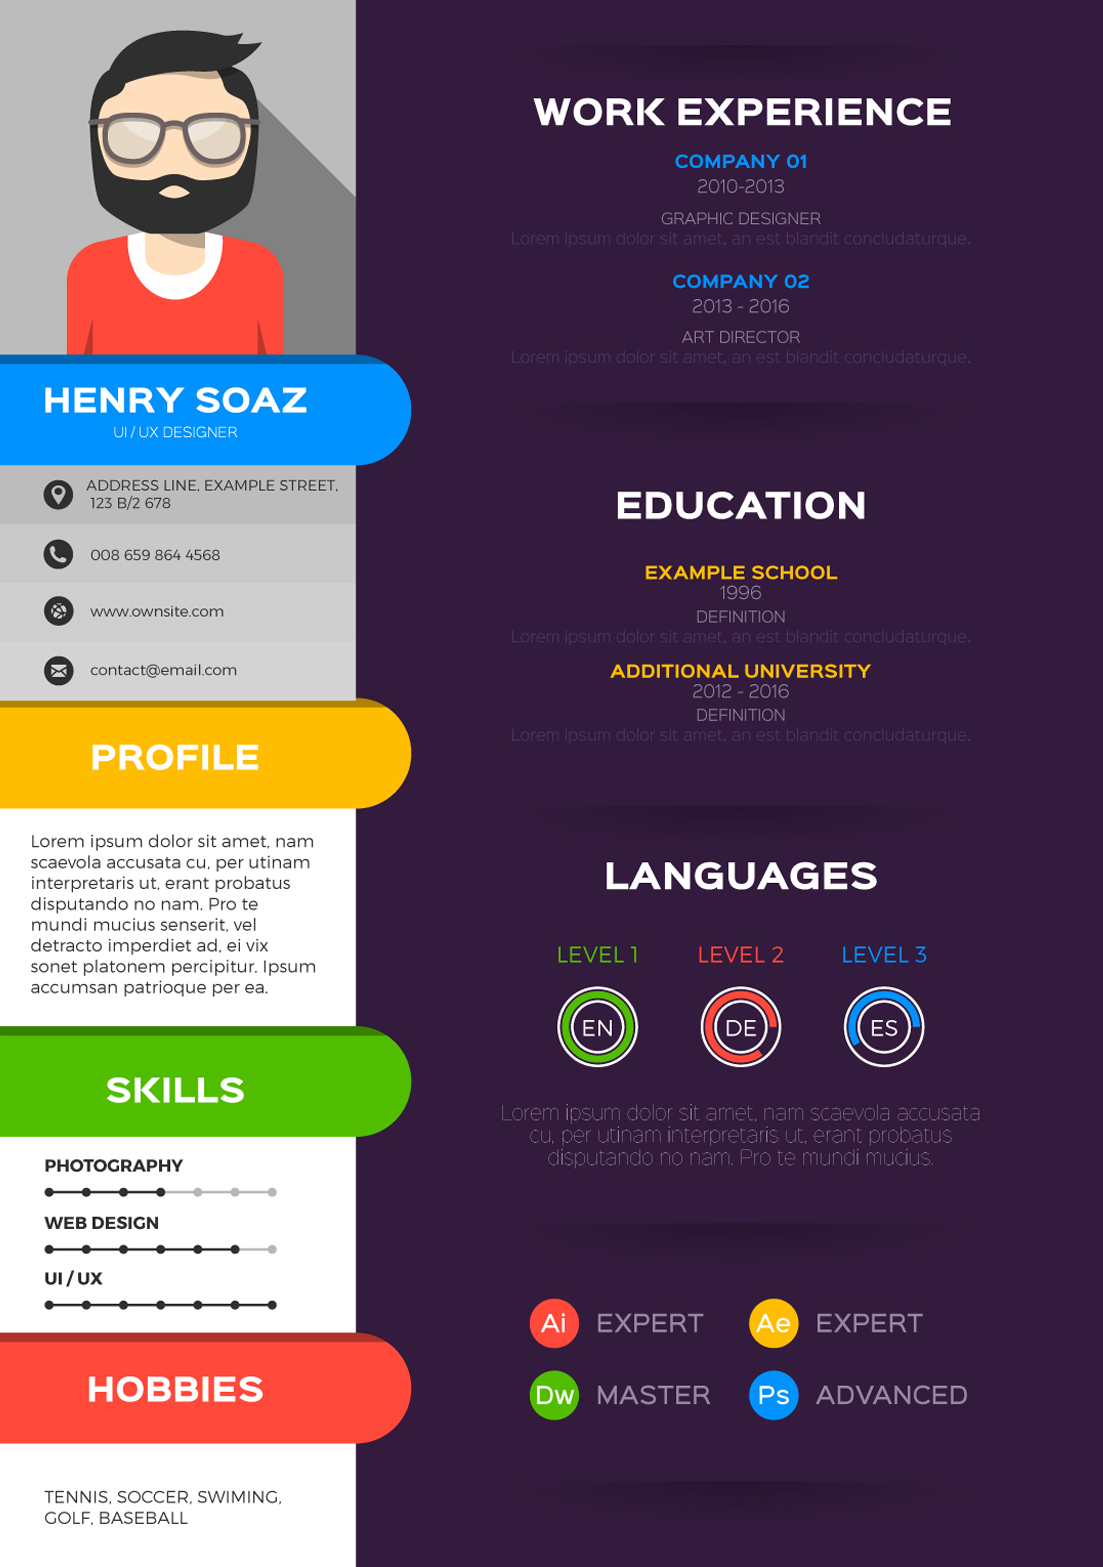 HENRY SOAZ
UI / UX DESIGNER
ADDRESS LINE, EXAMPLE STREET,
123 B/2 678
008 659 864 4568
www.ownsite.com
contact@email.com
PROFILE
Lorem ipsum dolor sit amet, nam
scaevola accusata cu, per utinam
interpretaris ut, erant probatus
disputando no nam. Pro te
mundi mucius senserit, vel
detracto imperdiet ad, ei vix
sonet platonem percipitur. Ipsum
accumsan patrioque per ea.
SKILLS
PHOTOGRAPHY
WEB DESIGN
UI / UX
HOBBIES
TENNIS, SOCCER, SWIMING,
GOLF, BASEBALL
WORK EXPERIENCE
COMPANY 01
2010-2013
GRAPHIC DESIGNER
Lorem ipsum dolor sit amet, an est blandit concludaturque.
COMPANY 02
2013 - 2016
ART DIRECTOR
Lorem ipsum dolor sit amet, an est blandit concludaturque.
EDUCATION
EXAMPLE SCHOOL
1996
DEFINITION
Lorem ipsum dolor sit amet, an est blandit concludaturque.
ADDITIONAL UNIVERSITY
2012 - 2016
DEFINITION
Lorem ipsum dolor sit amet, an est blandit concludaturque.
LANGUAGES
LEVEL 1 LEVEL 2 LEVEL 3
EN DE ES
Lorem ipsum dolor sit amet, nam scaevola accusata
cu, per utinam interpretaris ut, erant probatus
disputando no nam. Pro te mundi mucius.
Ai EXPERT Ae EXPERT
Dw MASTER Ps ADVANCED